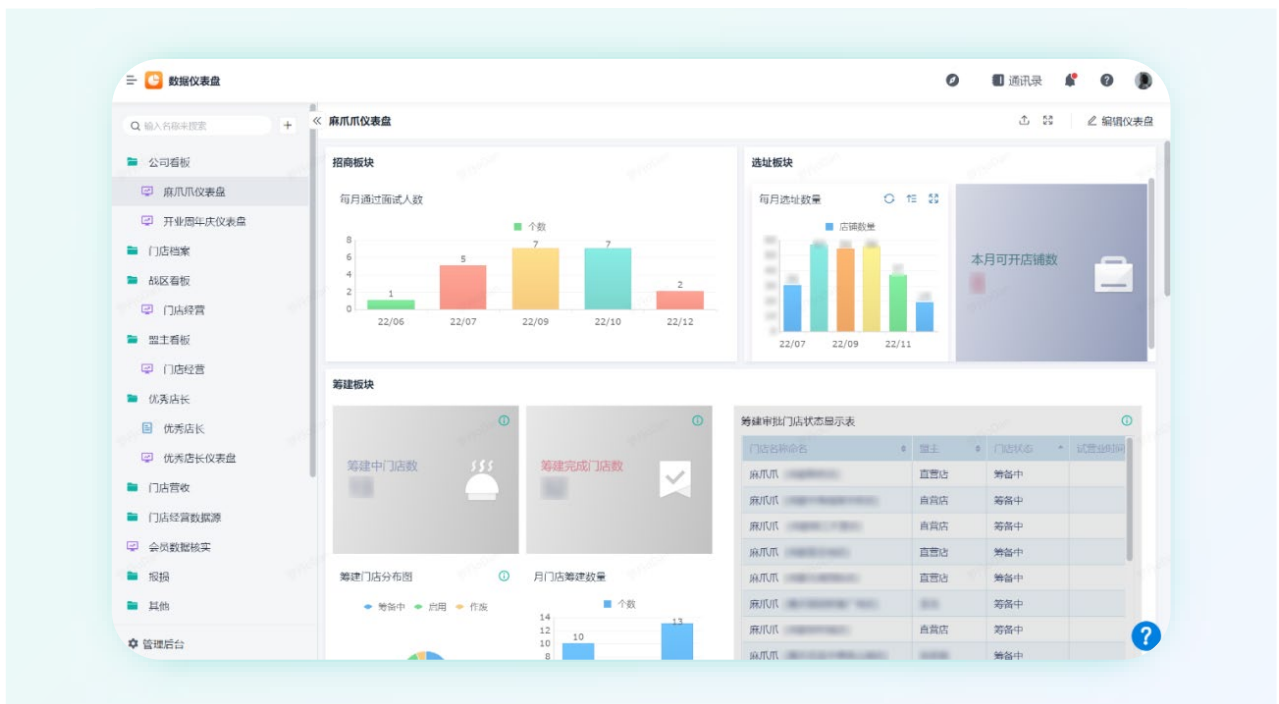 数据仪表盘
通讯录
输入名称来搜索
+
麻爪爪仪表盘
编辑仪表盘
公司看板
麻爪爪仪表盘
开业周年庆仪表盘
门店档案
战区看板
门店经营
盟主看板
门店经营
优秀店长
优秀店长
优秀店长仪表盘
门店营收
门店经营数据源
会员数据核实
报损
其他
管理后台
招商板块
每月通过面试人数
个数
8
6
4
2
0
1
5
7
7
2
22/06
22/07
22/09
22/10
22/12
选址板块
每月选址数量
店铺数量
22/07
22/09
22/11
本月可开店铺数
筹建板块
筹建中门店数
筹建完成门店数
筹建门店分布图
筹备中
启用
作废
月门店筹建数量
个数
14
12
10
8
10
13
筹建审批门店状态显示表
门店名称命名 盟主 门店状态 试营业时间
麻爪爪 直营店 筹备中
麻爪爪 直营店 筹备中
麻爪爪 直营店 筹备中
麻爪爪 直营店 筹备中
麻爪爪 直营店 筹备中
麻爪爪 筹备中
麻爪爪 直营店 筹备中
麻爪爪 筹备中
?